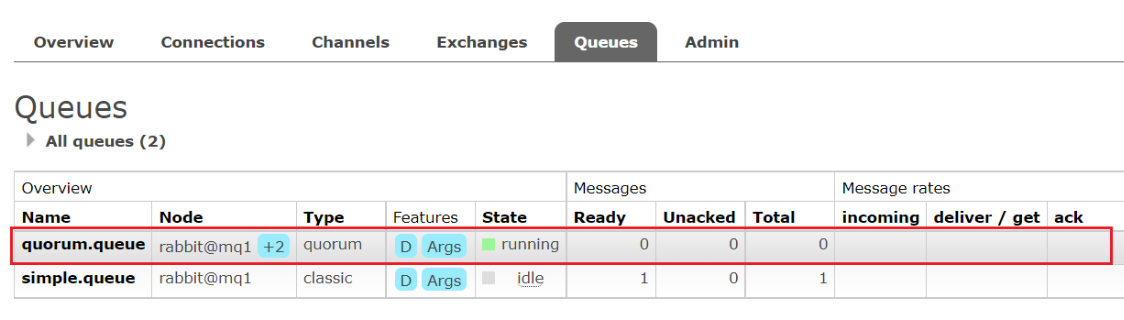 Overview Connections Channels Exchanges Queues Admin
Queues
All queues (2)
Overview Messages Message rates
Name Node Type Features State Ready Unacked Total incoming deliver / get ack
quorum.queue rabbit@mq1 +2 quorum D Args running 0 0 0
simple.queue rabbit@mq1 classic D Args idle 1 0 1